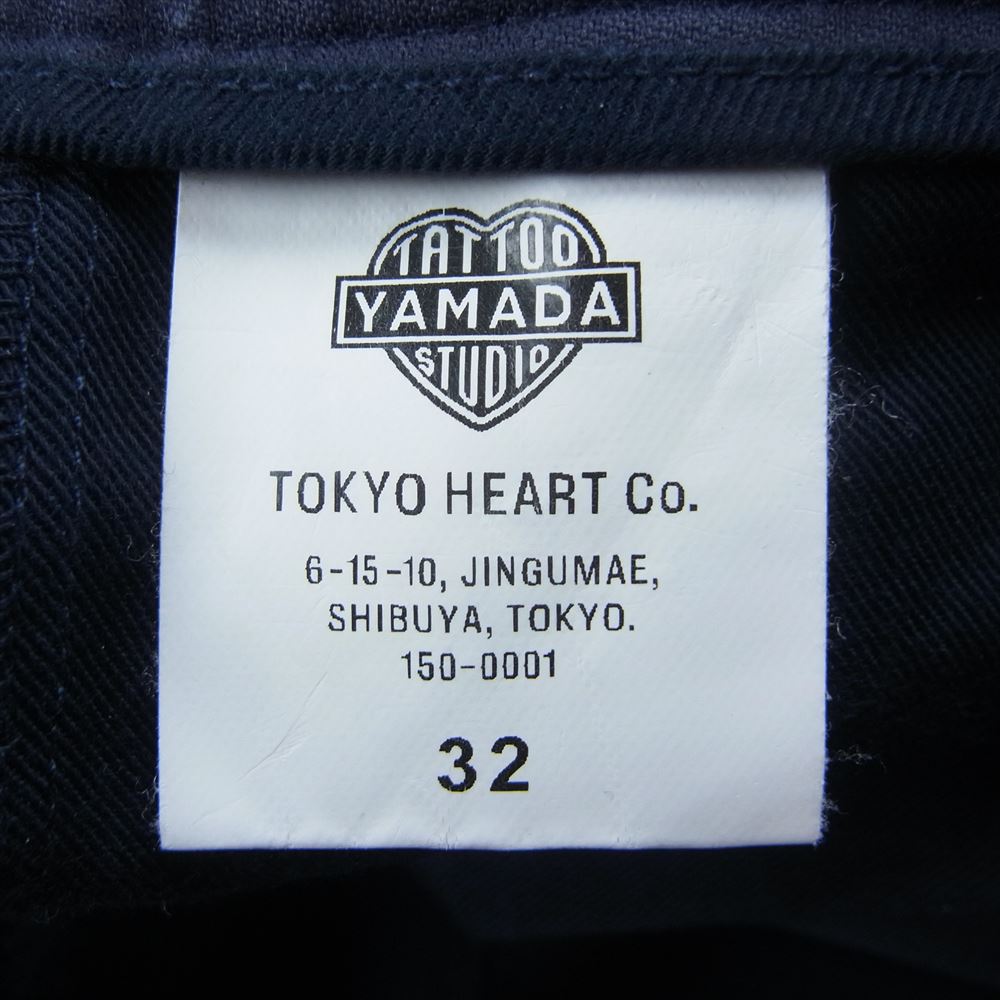 TATTOO
YAMADA
STUDIO
TOKYO HEART Co.
6-15-10, JINGUMAE,
SHIBUYA, TOKYO.
150-0001
32